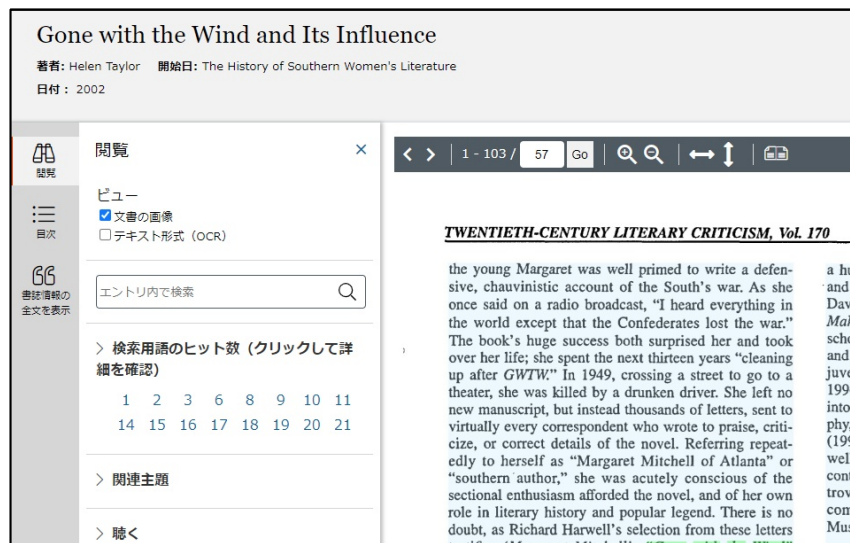 Gone with the Wind and Its Influence
著者: Helen Taylor 開始日: The History of Southern Women's Literature
日付： 2002
閲覧
目次
書誌情報の
全文を表示
閲覧 ×
ビュー
文書の画像
テキスト形式（OCR）
エントリ内で検索
検索用語のヒット数（クリックして詳
細を確認）
1 2 3 6 8 9 10 11
14 15 16 17 18 19 20 21
関連主題
聴く
1 - 103 / 57 Go
TWENTIETH-CENTURY LITERARY CRITICISM, Vol. 170
the young Margaret was well primed to write a defen-
sive, chauvinistic account of the South's war. As she
once said on a radio broadcast, "I heard everything in
the world except that the Confederates lost the war."
The book's huge success both surprised her and took
over her life; she spent the next thirteen years "cleaning
up after GWTW." In 1949, crossing a street to go to a
theater, she was killed by a drunken driver. She left no
new manuscript, but instead thousands of letters, sent to
virtually every correspondent who wrote to praise, criti-
cize, or correct details of the novel. Referring repeat-
edly to herself as "Margaret Mitchell of Atlanta" or
"southern author," she was acutely conscious of the
sectional enthusiasm afforded the novel, and of her own
role in literary history and popular legend. There is no
doubt, as Richard Harwell's selection from these letters
a
and